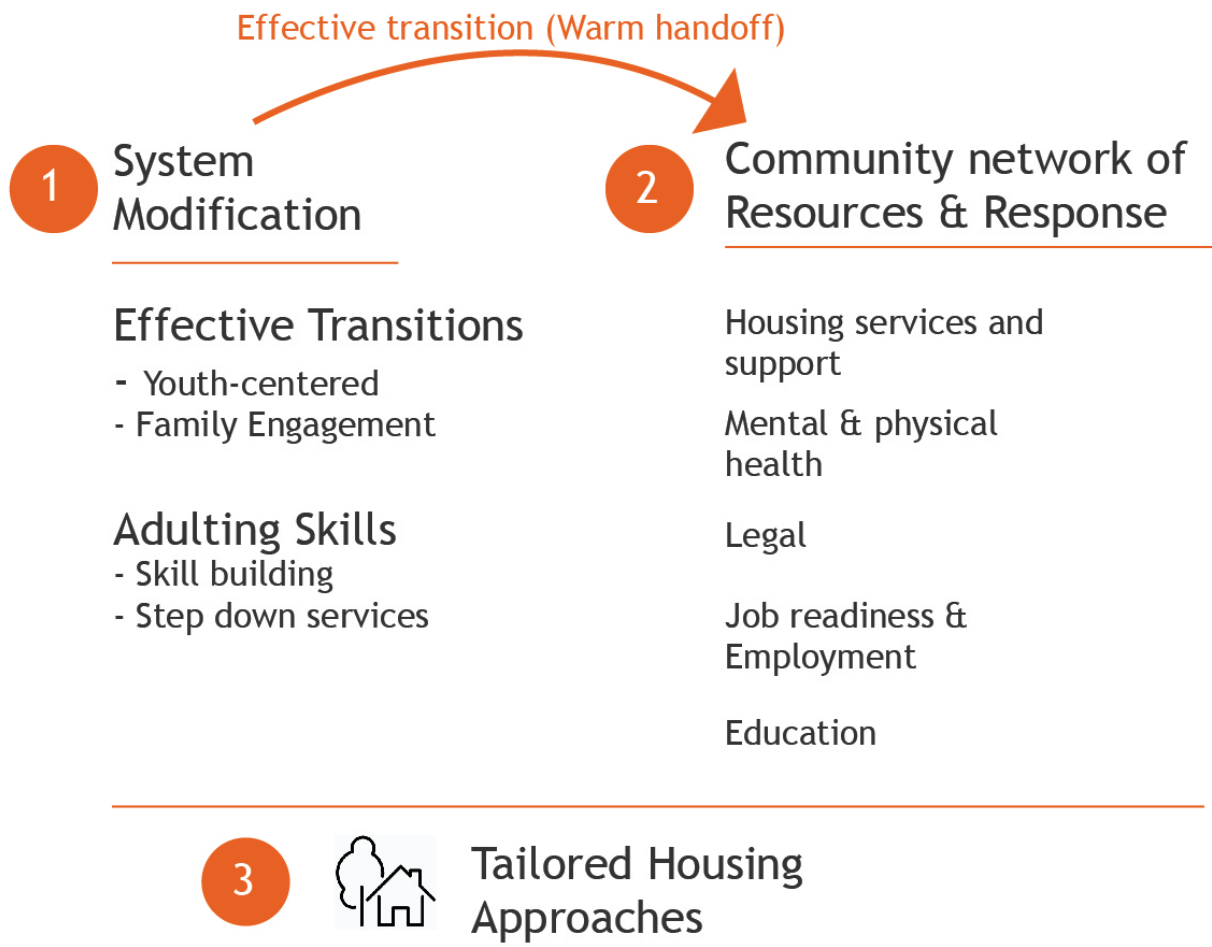 Effective transition (Warm handoff)
1
System
Modification
Effective Transitions
- Youth-centered
- Family Engagement
Adulting Skills
- Skill building
- Step down services
2
Community network of
Resources & Response
Housing services and
support
Mental & physical
health
Legal
Job readiness &
Employment
Education
3
Tailored Housing
Approaches